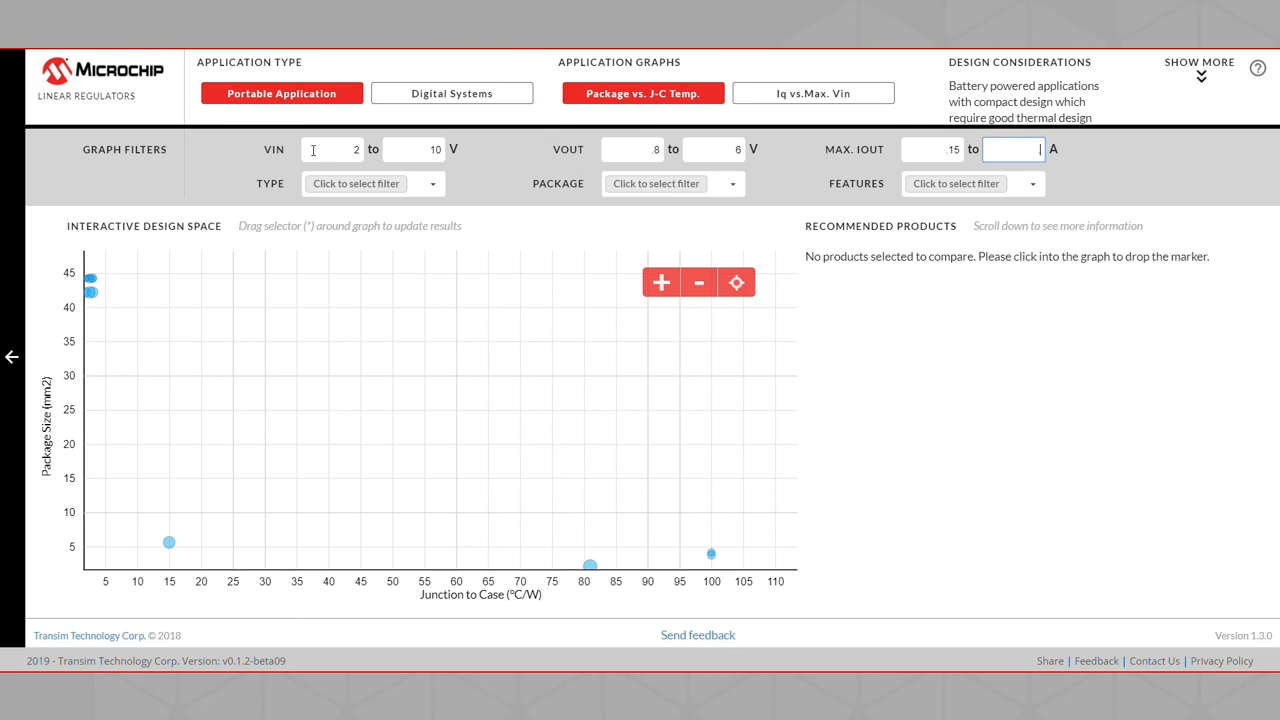 MICROCHIP
LINEAR REGULATORS
APPLICATION TYPE
Portable Application
Digital Systems
APPLICATION GRAPHS
Package vs. J-C Temp.
Iq vs.Max. Vin
DESIGN CONSIDERATIONS
Battery powered applications
with compact design which
require good thermal design
SHOW MORE
?
GRAPH FILTERS
VIN 2 to 10 V
VOUT .8 to 6 V
MAX. IOUT .15 to A
TYPE Click to select filter
PACKAGE Click to select filter
FEATURES Click to select filter
INTERACTIVE DESIGN SPACE Drag selector (*) around graph to update results
RECOMMENDED PRODUCTS Scroll down to see more information
No products selected to compare. Please click into the graph to drop the marker.
Package Size (mm2)
45
40
35
30
25
20
15
10
5
5 10 15 20 25 30 35 40 45 50 55 60 65 70 75 80 85 90 95 100 105 110
Junction to Case (°C/W)
Transim Technology Corp. © 2018
Send feedback
Version 1.3.0
2019 - Transim Technology Corp. Version: v0.1.2-beta09
Share | Feedback | Contact Us | Privacy Policy